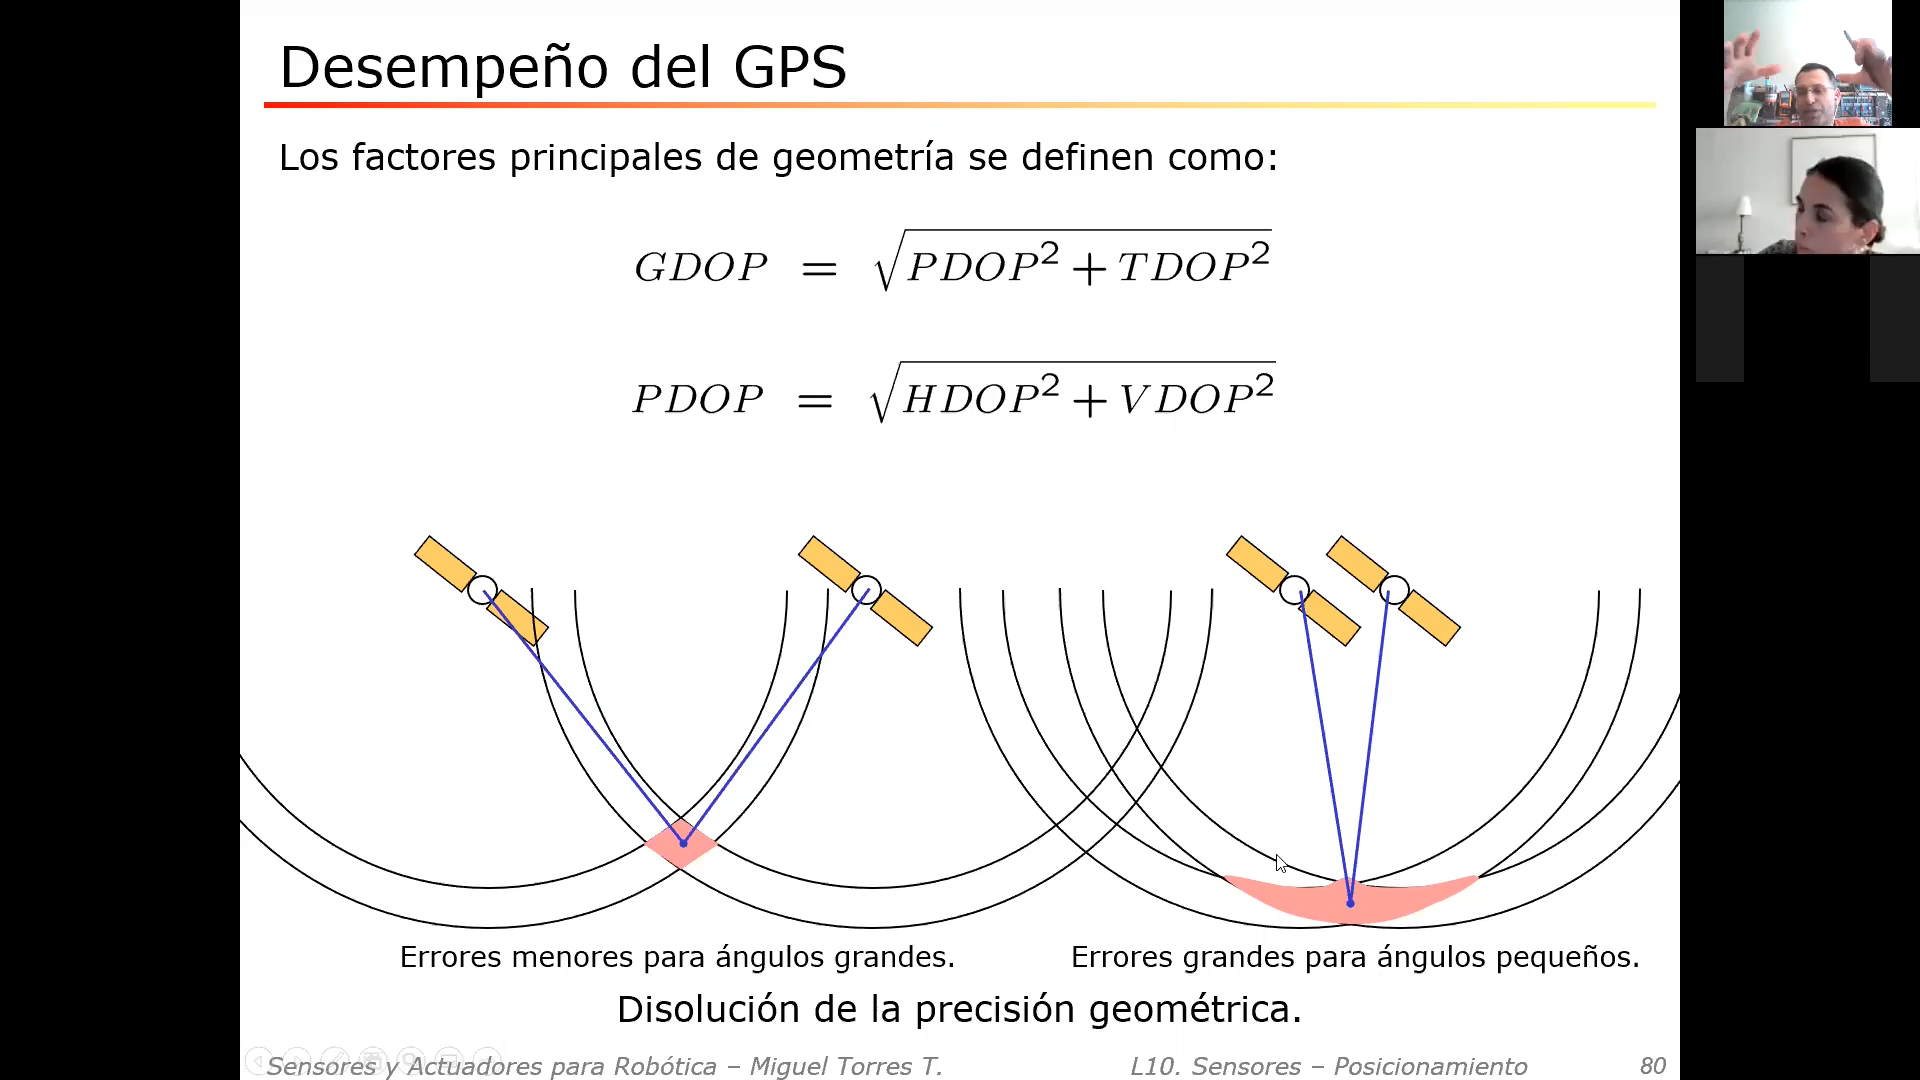 Desempeño del GPS
Los factores principales de geometría se definen como:
GDOP = √PDOP² + TDOP²
PDOP = √HDOP² + VDOP²
Errores menores para ángulos grandes.
Errores grandes para ángulos pequeños.
Disolución de la precisión geométrica.
Sensores y Actuadores para Robótica – Miguel Torres T.
L10. Sensores – Posicionamiento
80